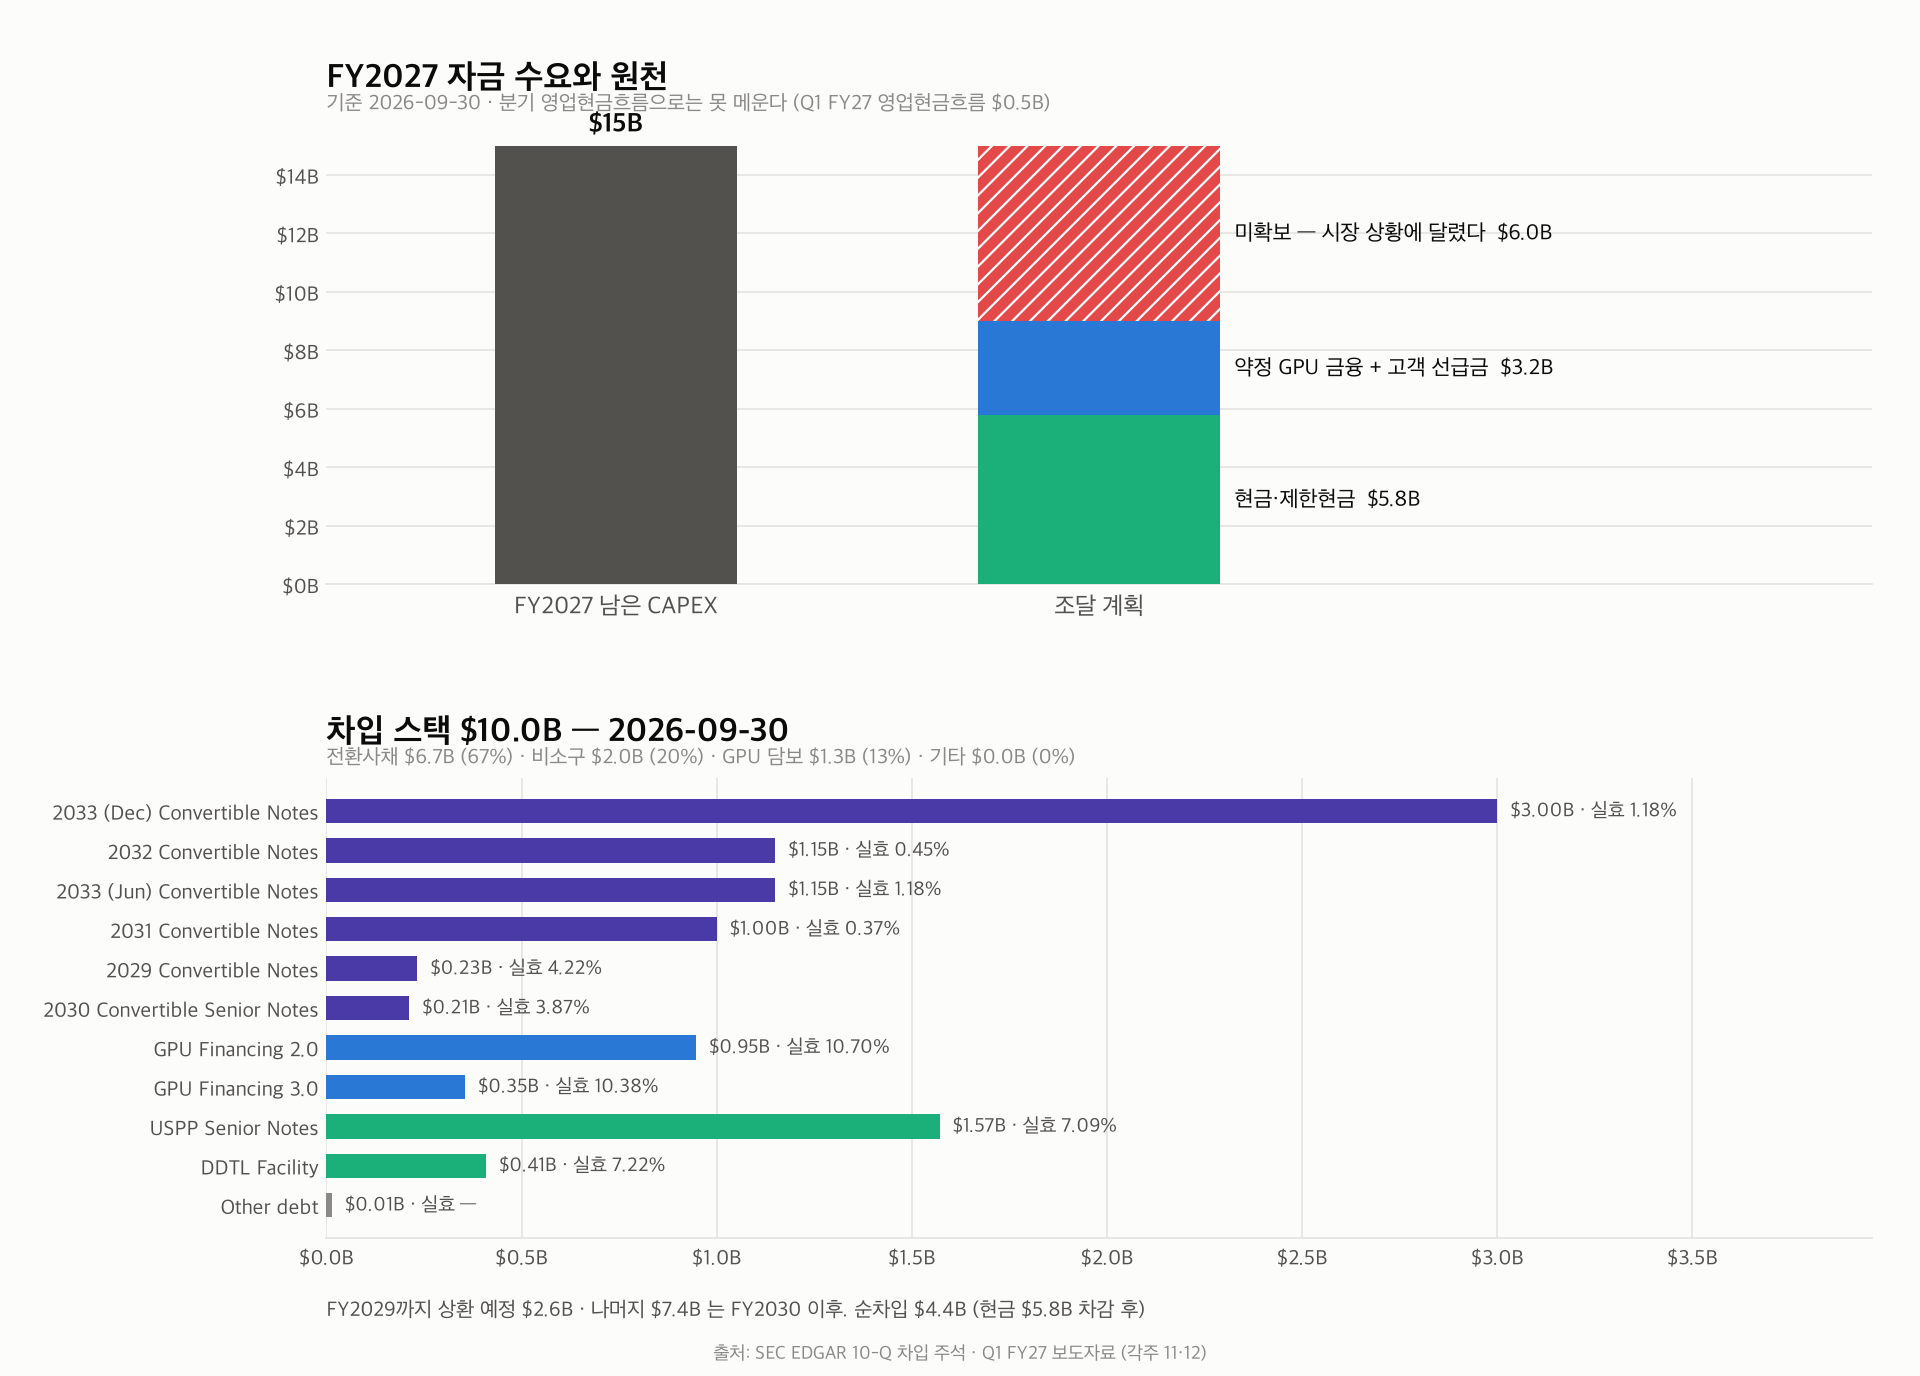 FY2027 자금 수요와 원천
기준 2026-09-30 · 분기 영업현금흐름으로는 못 메운다 (Q1 FY27 영업현금흐름 $0.5B)
$15B
$14B
$12B
$10B
$8B
$6B
$4B
$2B
$0B
미확보 — 시장 상황에 달렸다 $6.0B
약정 GPU 금융 + 고객 선급금 $3.2B
현금·제한현금 $5.8B
FY2027 남은 CAPEX
조달 계획
차입 스택 $10.0B — 2026-09-30
전환사채 $6.7B (67%) · 비소구 $2.0B (20%) · GPU 담보 $1.3B (13%) · 기타 $0.0B (0%)
2033 (Dec) Convertible Notes $3.00B · 실효 1.18%
2032 Convertible Notes $1.15B · 실효 0.45%
2033 (Jun) Convertible Notes $1.15B · 실효 1.18%
2031 Convertible Notes $1.00B · 실효 0.37%
2029 Convertible Notes $0.23B · 실효 4.22%
2030 Convertible Senior Notes $0.21B · 실효 3.87%
GPU Financing 2.0 $0.95B · 실효 10.70%
GPU Financing 3.0 $0.35B · 실효 10.38%
USPP Senior Notes $1.57B · 실효 7.09%
DDTL Facility $0.41B · 실효 7.22%
Other debt $0.01B · 실효 —
$0.0B $0.5B $1.0B $1.5B $2.0B $2.5B $3.0B $3.5B
FY2029까지 상환 예정 $2.6B · 나머지 $7.4B 는 FY2030 이후. 순차입 $4.4B (현금 $5.8B 차감 후)
출처: SEC EDGAR 10-Q 차입 주석 · Q1 FY27 보도자료 (각주 11·12)